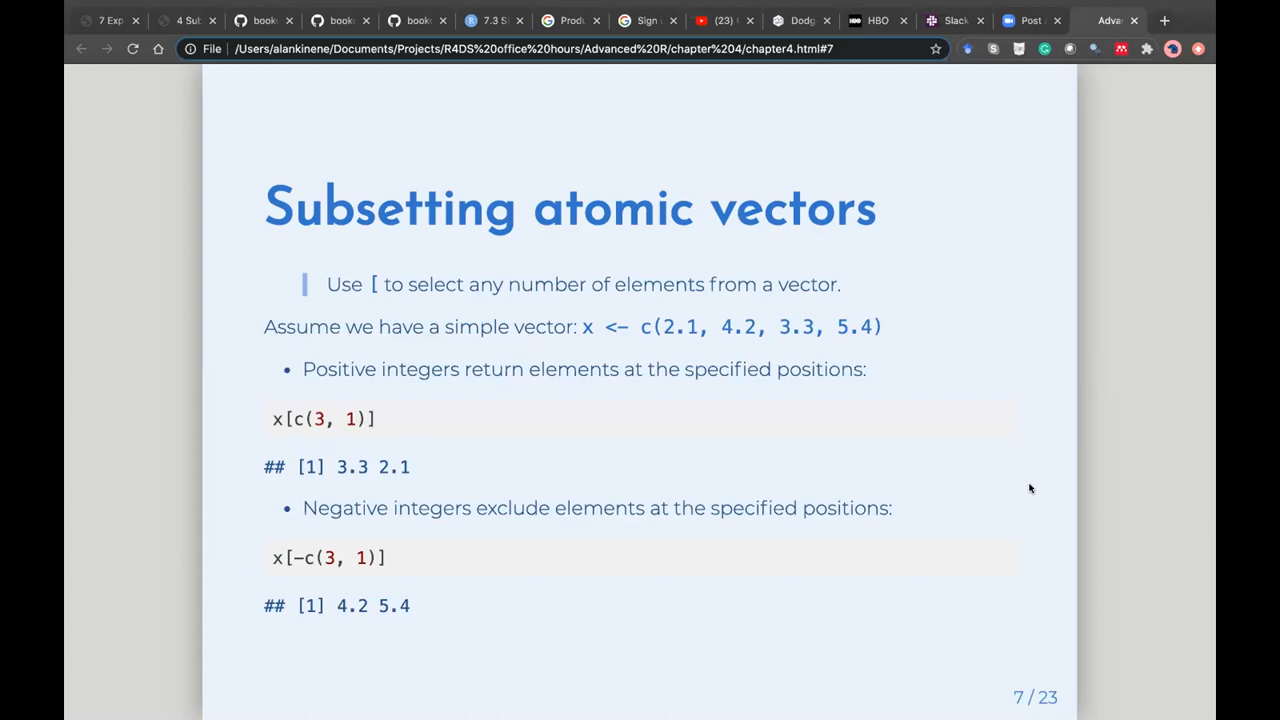 7 Exp
4 Sub
book
book
book
7.3 S
Produ
Sign
(23)
Dodg
HBO
Slack
Post
Adva
File
/Users/alankinene/Documents/Projects/R4DS%20office%20hours/Advanced%20R/chapter%204/chapter4.html#7
Subsetting atomic vectors
Use [ to select any number of elements from a vector.
Assume we have a simple vector: x <- c(2.1, 4.2, 3.3, 5.4)
• Positive integers return elements at the specified positions:
x[c(3, 1)]
## [1] 3.3 2.1
• Negative integers exclude elements at the specified positions:
x[-c(3, 1)]
## [1] 4.2 5.4
7 / 23